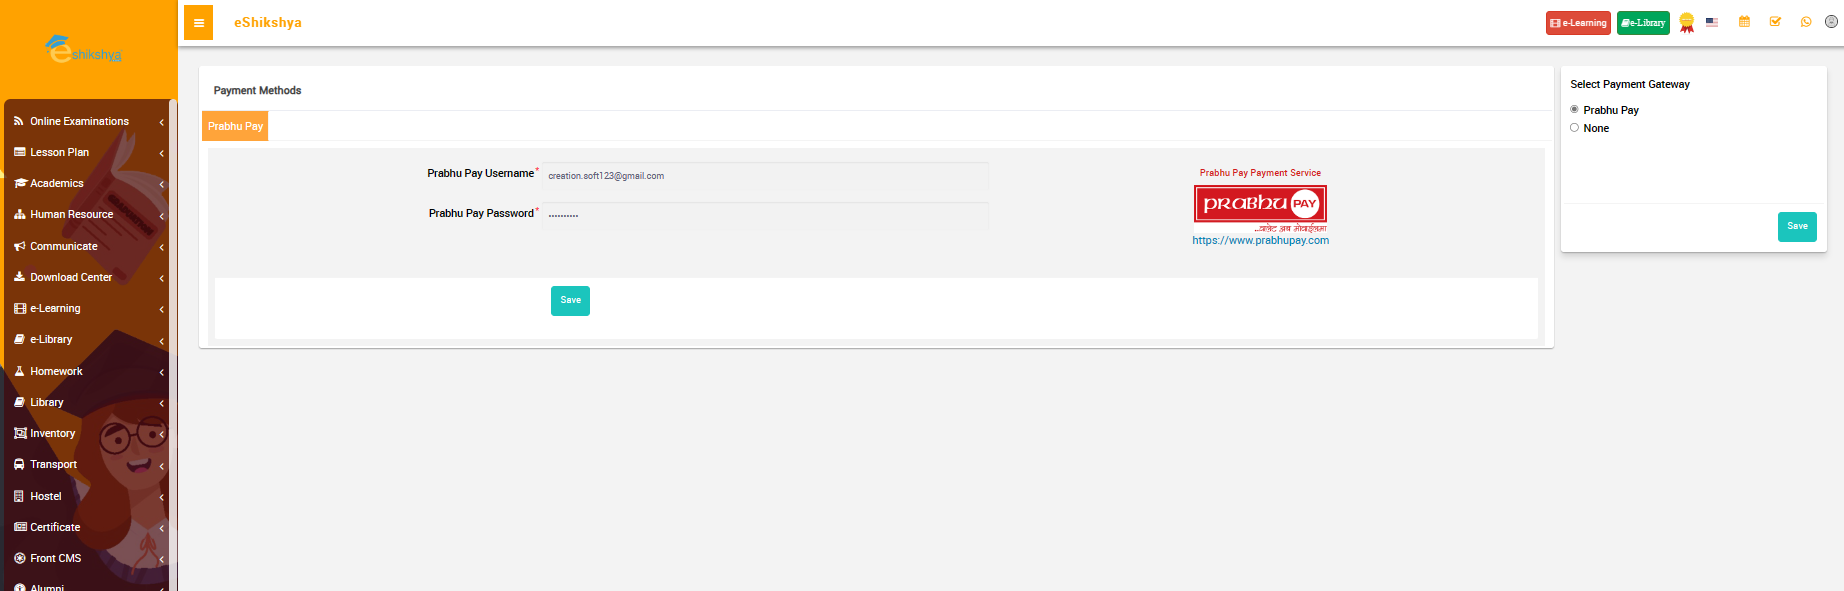 eshikshya
eShikshya
e-Learning
e-Library
Online Examinations
Lesson Plan
Academics
Human Resource
Communicate
Download Center
e-Learning
e-Library
Homework
Library
Inventory
Transport
Hostel
Certificate
Front CMS
Alumni
GRADUATION
Payment Methods
Prabhu Pay
Prabhu Pay Username*
creation.soft123@gmail.com
Prabhu Pay Password*
..........
Save
Prabhu Pay Payment Service
prabhu PAY
...वालेट अब मोबाईलमा
https://www.prabhupay.com
Select Payment Gateway
Prabhu Pay
None
Save